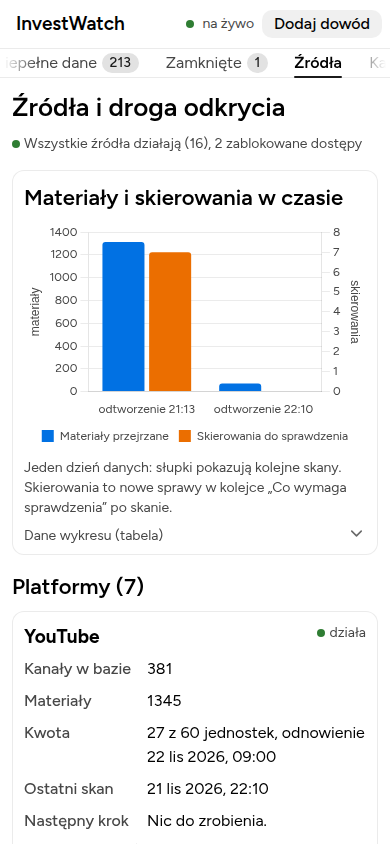 InvestWatch
na żywo
Dodaj dowód
epełne dane 213
Zamknięte 1
Źródła
Ka
Źródła i droga odkrycia
Wszystkie źródła działają (16), 2 zablokowane dostępy
Materiały i skierowania w czasie
1400
1200
1000
800
600
400
200
0
materiały
8
7
6
5
4
3
2
1
0
skierowania
odtworzenie 21:13
odtworzenie 22:10
Materiały przejrzane
Skierowania do sprawdzenia
Jeden dzień danych: słupki pokazują kolejne skany.
Skierowania to nowe sprawy w kolejce „Co wymaga
sprawdzenia” po skanie.
Dane wykresu (tabela)
Platformy (7)
YouTube
działa
Kanały w bazie 381
Materiały 1345
Kwota 27 z 60 jednostek, odnowienie
22 lis 2026, 09:00
Ostatni skan 21 lis 2026, 22:10
Następny krok Nic do zrobienia.